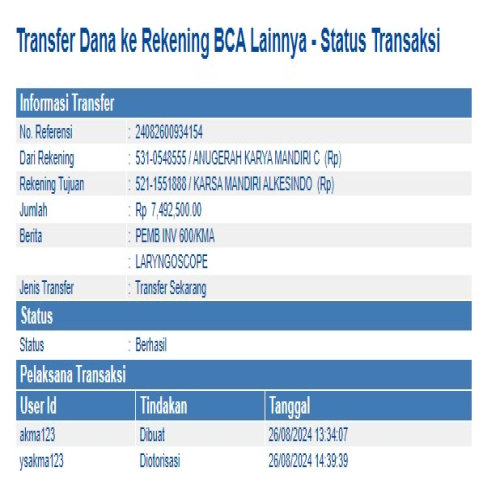 Transfer Dana ke Rekening BCA Lainnya - Status Transaksi
Informasi Transfer
No. Referensi : 24082600934154
Dari Rekening : 531-0548555 / ANUGERAH KARYA MANDIRI C (Rp)
Rekening Tujuan : 521-1551888 / KARSA MANDIRI ALKESINDO (Rp)
Jumlah : Rp 7,492,500.00
Berita : PEMB INV 600/KMA
: LARYNGOSCOPE
Jenis Transfer : Transfer Sekarang
Status
Status : Berhasil
Pelaksana Transaksi
User Id Tindakan Tanggal
akma123 Dibuat 26/08/2024 13:34:07
ysakma123 Diotorisasi 26/08/2024 14:39:39